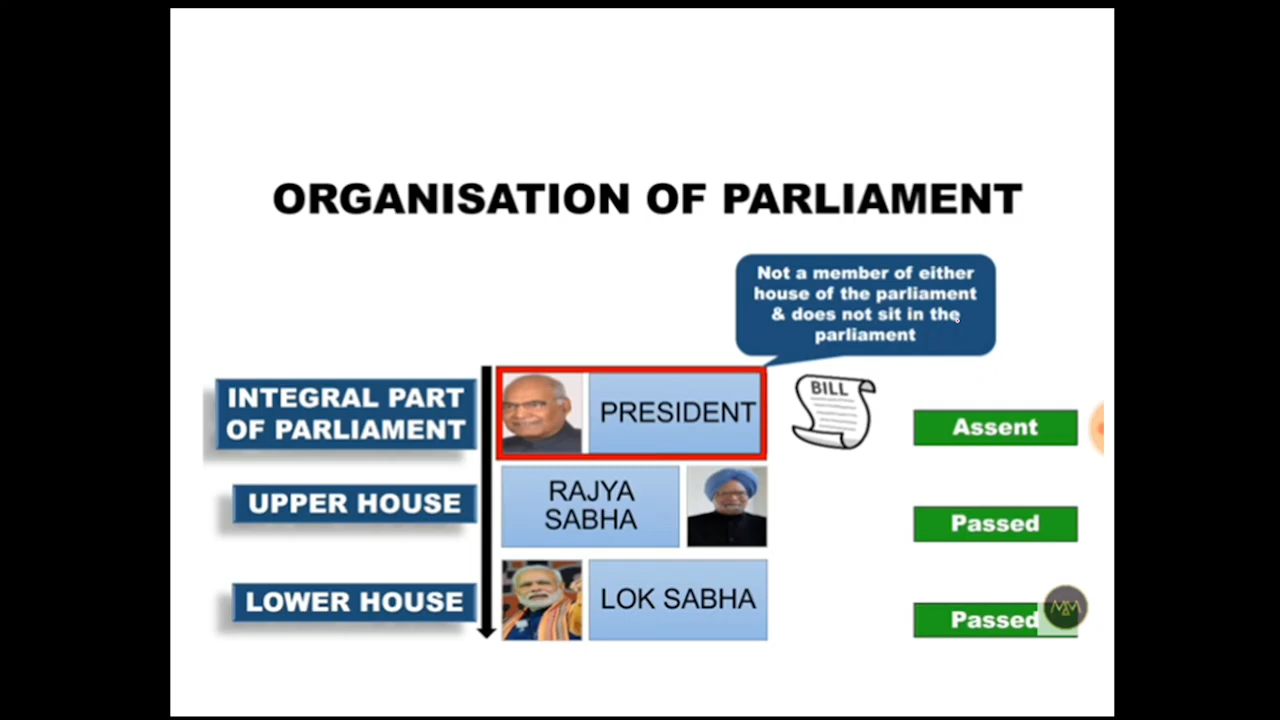 ORGANISATION OF PARLIAMENT
Not a member of either
house of the parliament
& does not sit in the
parliament
INTEGRAL PART
OF PARLIAMENT
PRESIDENT
BILL
Assent
UPPER HOUSE
RAJYA
SABHA
Passed
LOWER HOUSE
LOK SABHA
Passed